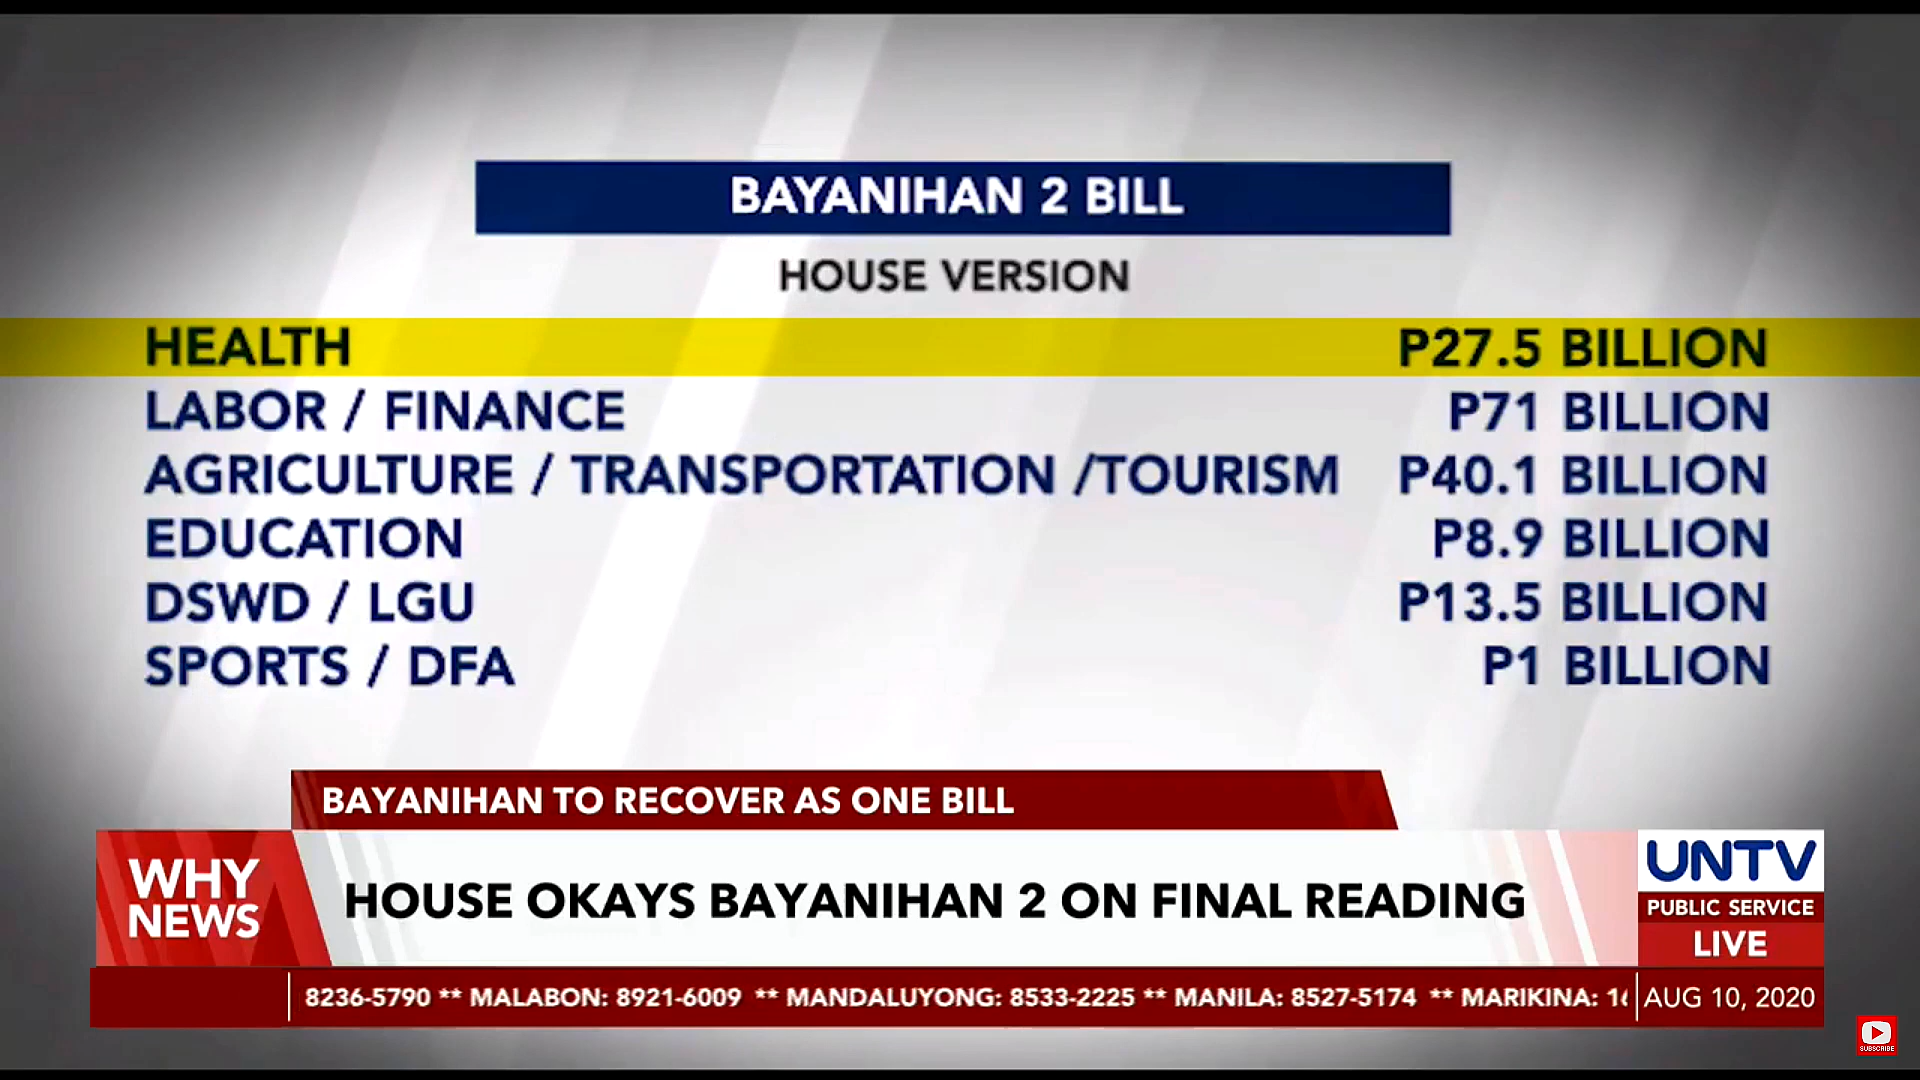 BAYANIHAN 2 BILL
HOUSE VERSION
HEALTH P27.5 BILLION
LABOR / FINANCE P71 BILLION
AGRICULTURE / TRANSPORTATION /TOURISM P40.1 BILLION
EDUCATION P8.9 BILLION
DSWD / LGU P13.5 BILLION
SPORTS / DFA P1 BILLION
BAYANIHAN TO RECOVER AS ONE BILL
WHY
NEWS
HOUSE OKAYS BAYANIHAN 2 ON FINAL READING
UNTV
PUBLIC SERVICE
LIVE
8236-5790 ** MALABON: 8921-6009 ** MANDALUYONG: 8533-2225 ** MANILA: 8527-5174 ** MARIKINA:
AUG 10, 2020
SUBSCRIBE